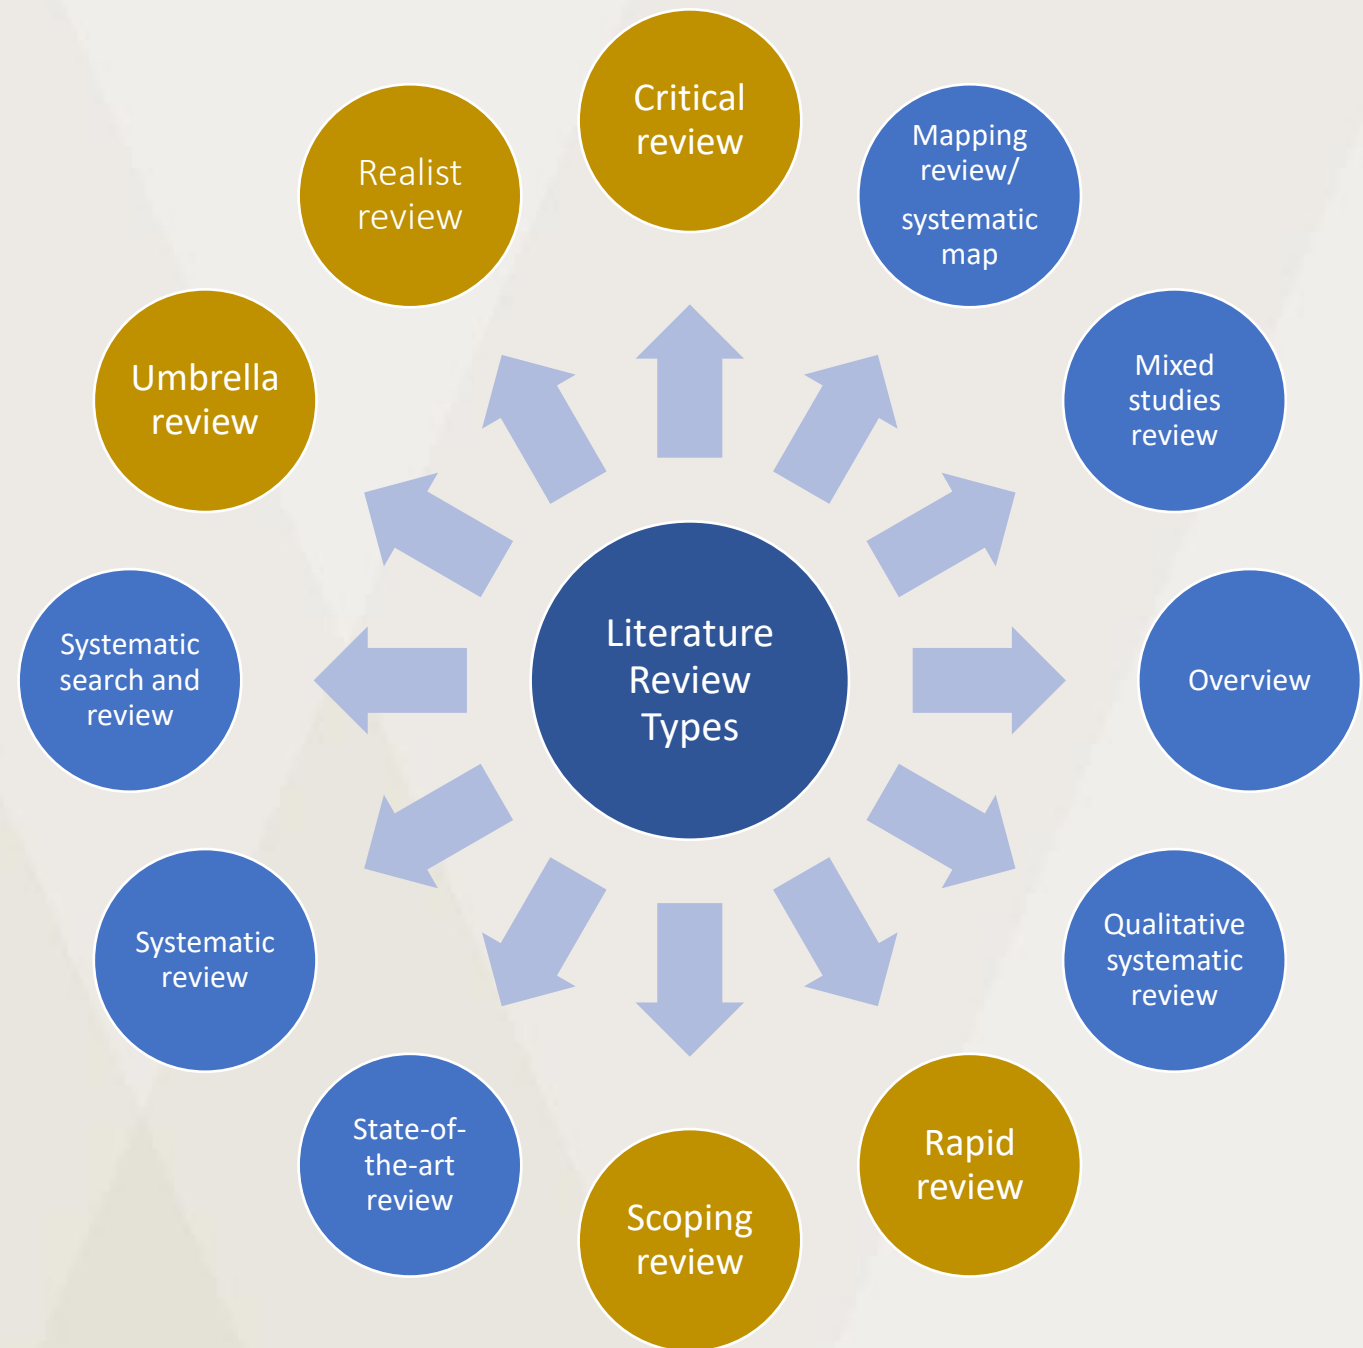 Critical
review
Mapping
review/
systematic
map
Mixed
studies
review
Overview
Qualitative
systematic
review
Rapid
review
Scoping
review
State-of-
the-art
review
Systematic
review
Systematic
search and
review
Umbrella
review
Realist
review
Literature
Review
Types